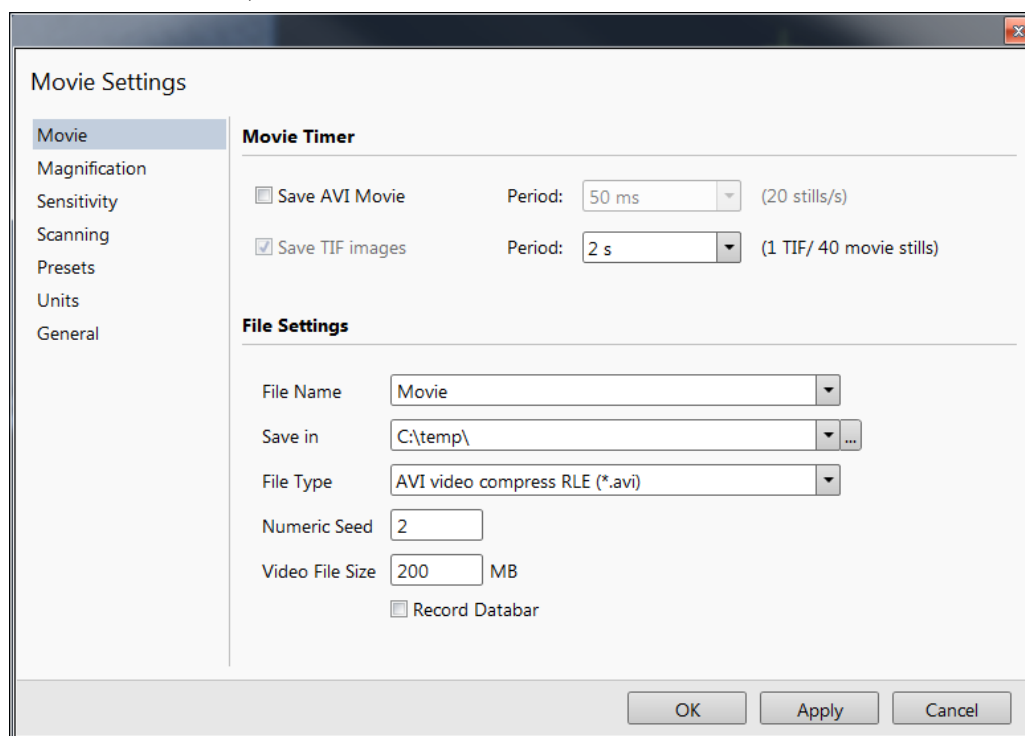 Movie Settings
Movie
Magnification
Sensitivity
Scanning
Presets
Units
General
Movie Timer
Save AVI Movie Period: 50 ms (20 stills/s)
Save TIF images Period: 2 s (1 TIF/ 40 movie stills)
File Settings
File Name Movie
Save in C:\temp\ ...
File Type AVI video compress RLE (*.avi)
Numeric Seed 2
Video File Size 200 MB
Record Databar
OK Apply Cancel